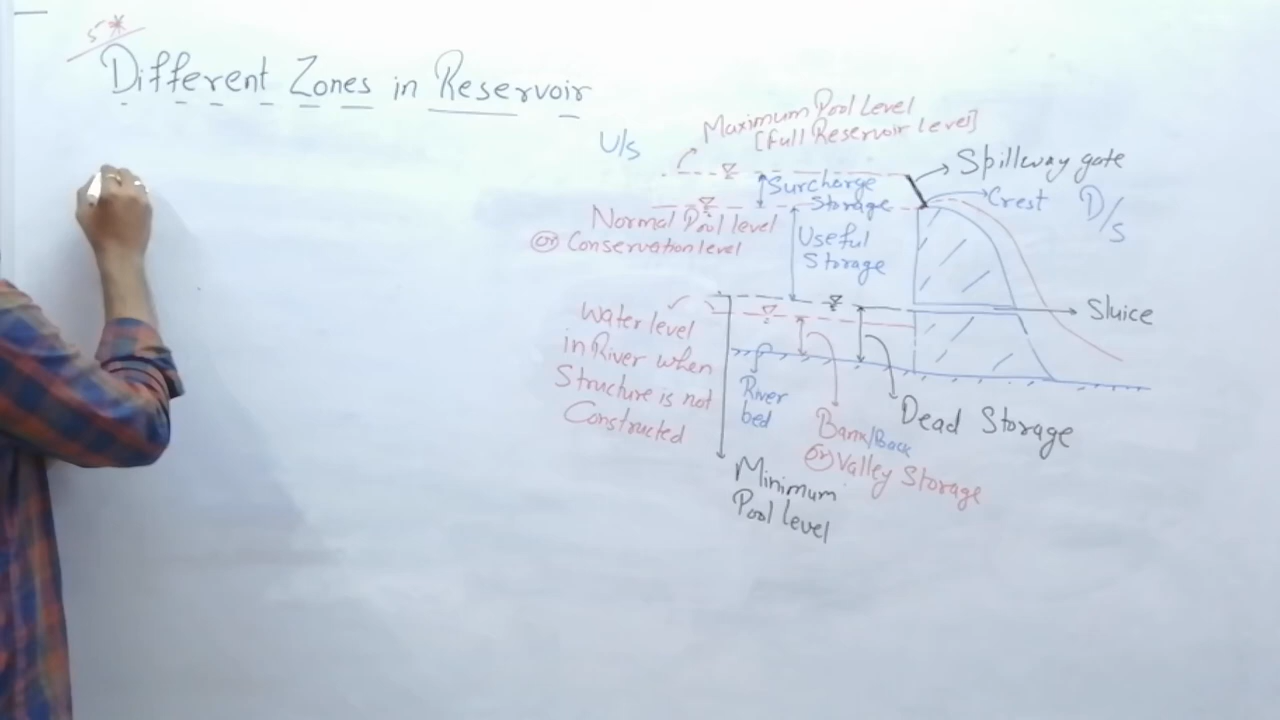 5*
Different Zones in Reservoir
U/s
Maximum Pool Level
[Full Reservoir level]
Spillway gate
Surcharge
Storage
Crest
D/s
Normal Pool level
(or) Conservation level
Useful
Storage
Water level
in River when
Structure is not
Constructed
Sluice
River
bed
Dead Storage
Bank/Back
(or) Valley Storage
Minimum
Pool level